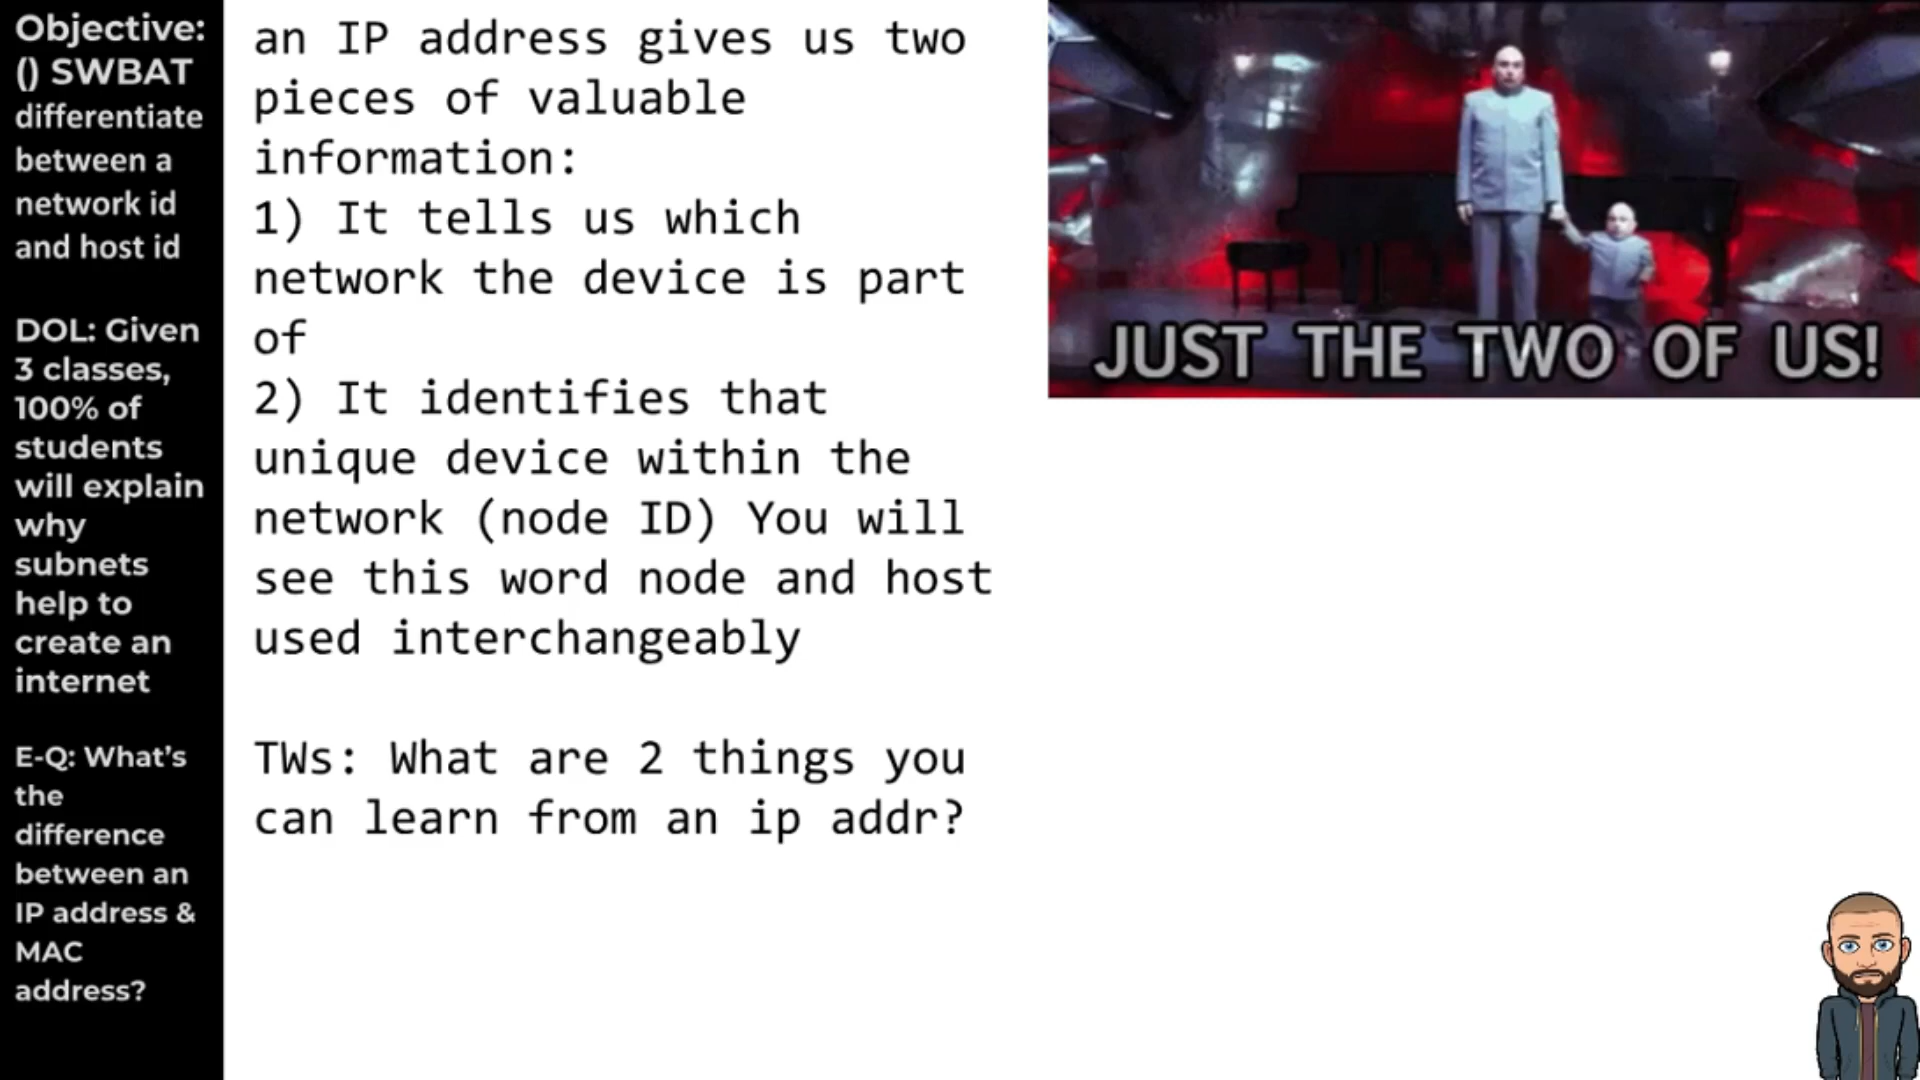 Objective:
() SWBAT
differentiate
between a
network id
and host id
DOL: Given
3 classes,
100% of
students
will explain
why
subnets
help to
create an
internet
E-Q: What's
the
difference
between an
IP address &
MAC
address?
an IP address gives us two
pieces of valuable
information:
1) It tells us which
network the device is part
of
2) It identifies that
unique device within the
network (node ID) You will
see this word node and host
used interchangeably
TWs: What are 2 things you
can learn from an ip addr?
JUST THE TWO OF US!